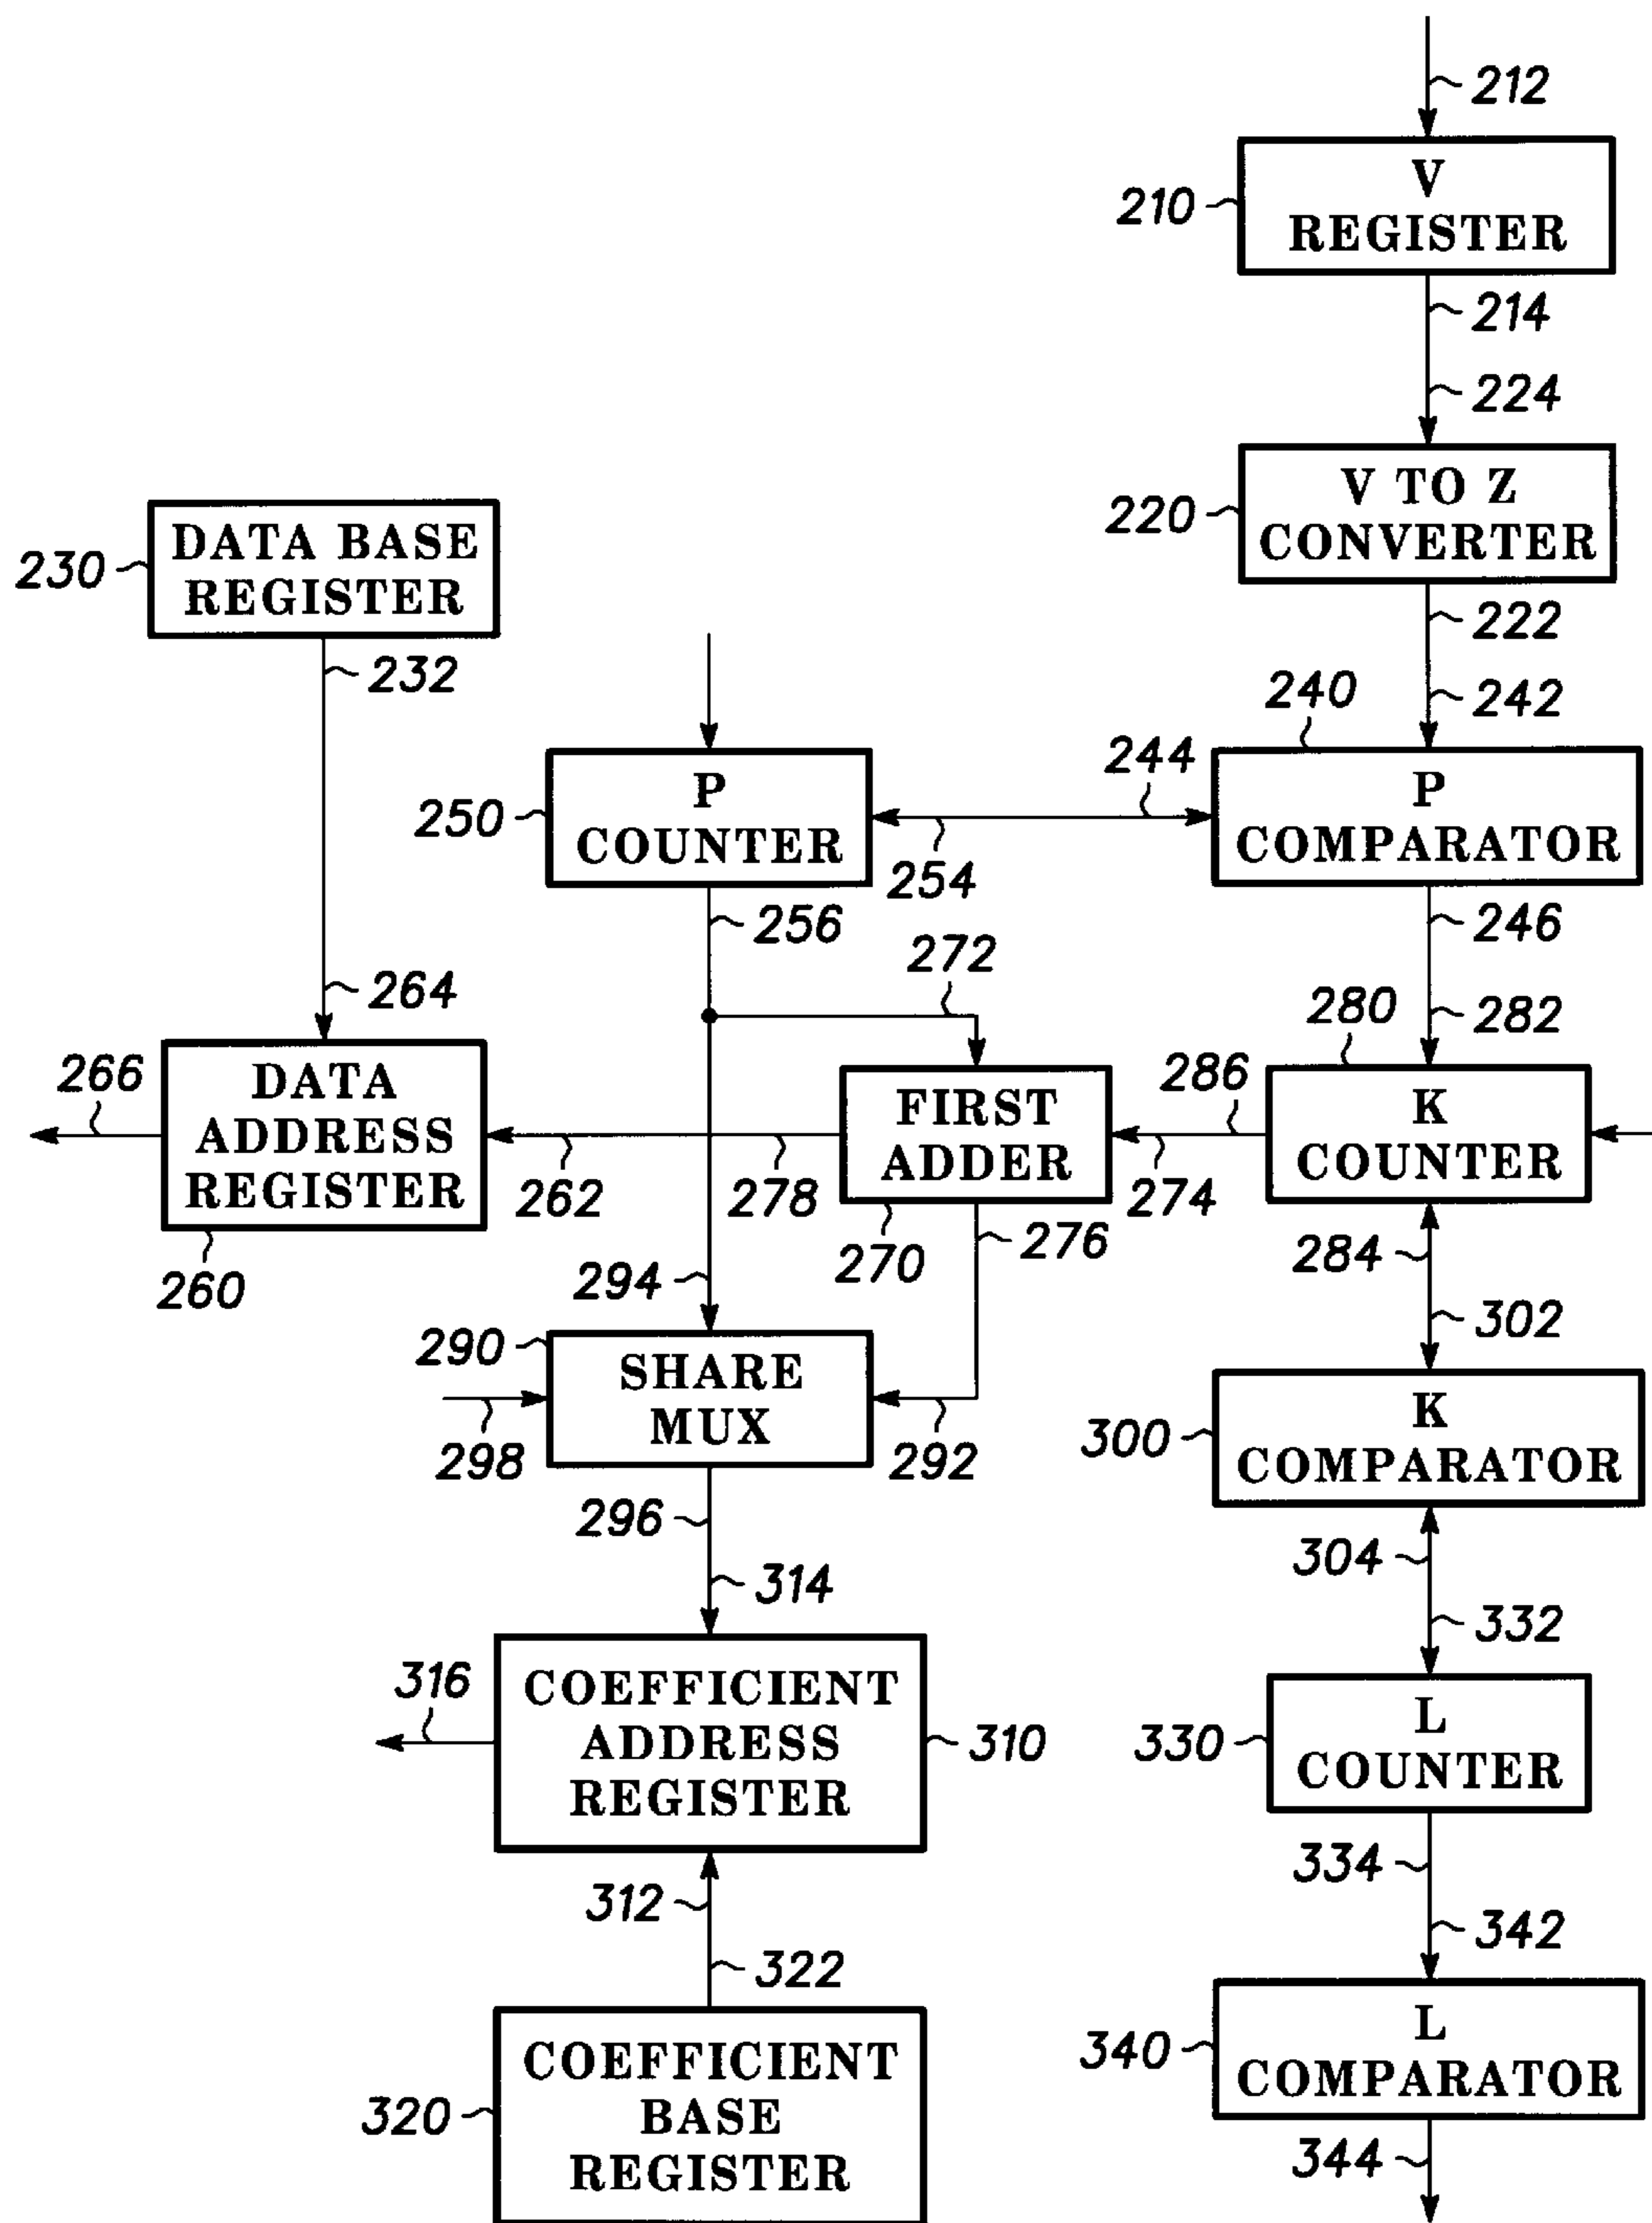 212
V
210
REGISTER
214
224
V TO Z
220
CONVERTER
DATA BASE
230
REGISTER
222
232
240
242
244
P
250
COUNTER
P
COMPARATOR
254
256
246
272
264
280
282
266
DATA
ADDRESS
REGISTER
286
FIRST
ADDER
K
COUNTER
262
278
274
276
260
294
270
284
302
290
SHARE
MUX
298
292
K
300
COMPARATOR
296
304
314
332
316
COEFFICIENT
ADDRESS
REGISTER
310
L
330
COUNTER
312
334
322
342
COEFFICIENT
BASE
REGISTER
320
L
340
COMPARATOR
344